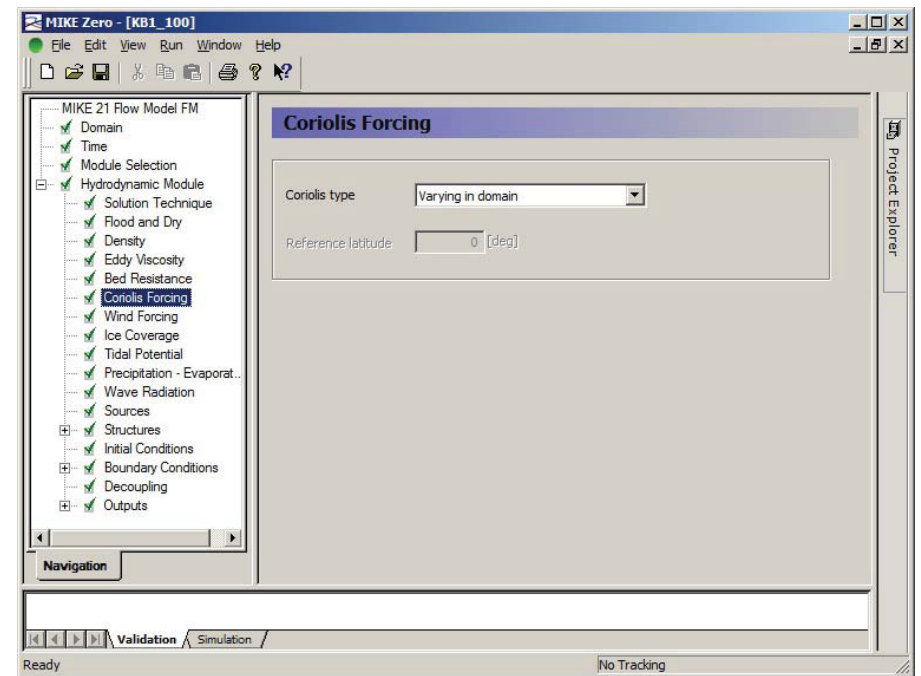 MIKE Zero - [KB1_100]
File Edit View Run Window Help
MIKE 21 Flow Model FM
Domain
Time
Module Selection
Hydrodynamic Module
Solution Technique
Flood and Dry
Density
Eddy Viscosity
Bed Resistance
Coriolis Forcing
Wind Forcing
Ice Coverage
Tidal Potential
Precipitation - Evaporat..
Wave Radiation
Sources
Structures
Initial Conditions
Boundary Conditions
Decoupling
Outputs
Navigation
Coriolis Forcing
Coriolis type Varying in domain
Reference latitude 0 [deg]
Project Explorer
Validation Simulation
Ready No Tracking